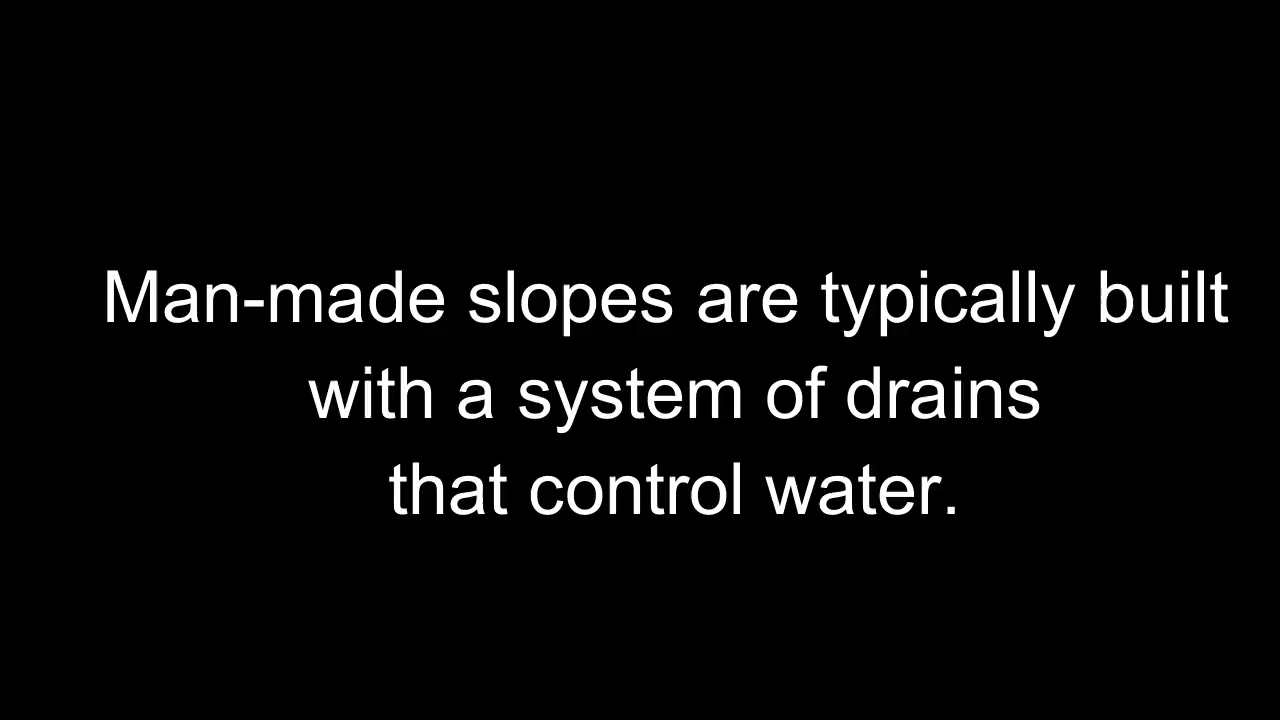 Man-made slopes are typically built
with a system of drains
that control water.